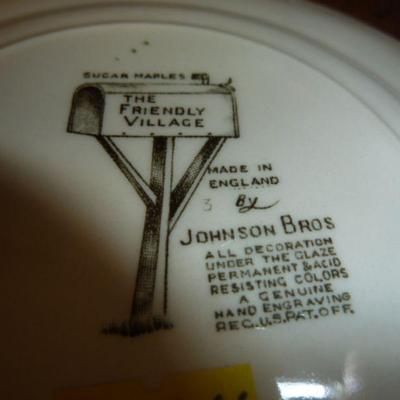 SUGAR MAPLES
THE
FRIENDLY
VILLAGE
MADE IN
ENGLAND
3 By
JOHNSON BROS
ALL DECORATION
UNDER THE GLAZE
PERMANENT & ACID
RESISTING COLORS
A GENUINE
HAND ENGRAVING
REG. U.S. PAT. OFF.